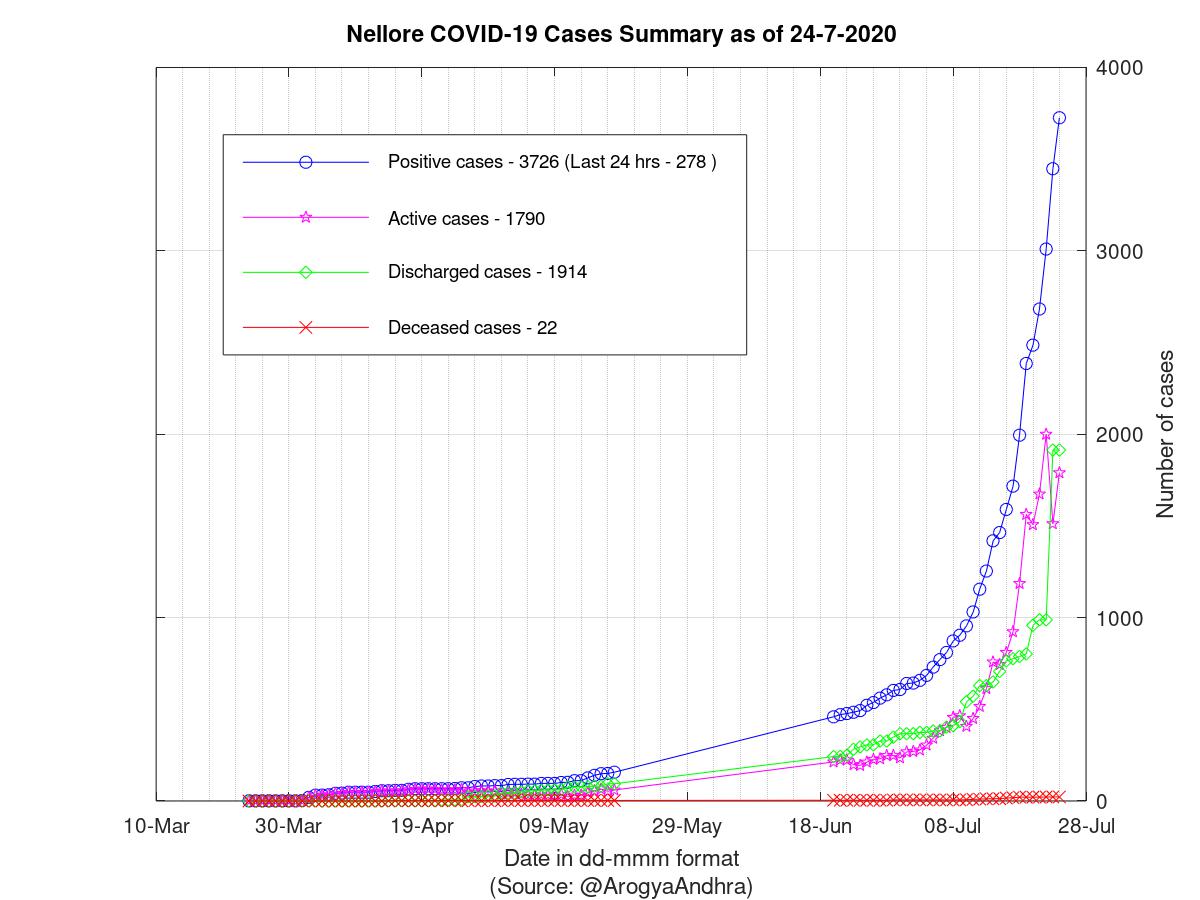 Nellore COVID-19 Cases Summary as of 24-7-2020
4000
Positive cases - 3726 (Last 24 hrs - 278 )
Active cases - 1790
3000
Discharged cases - 1914
Deceased cases - 22
Number of cases
2000
1000
0
10-Mar 30-Mar 19-Apr 09-May 29-May 18-Jun 08-Jul 28-Jul
Date in dd-mmm format
(Source: @ArogyaAndhra)